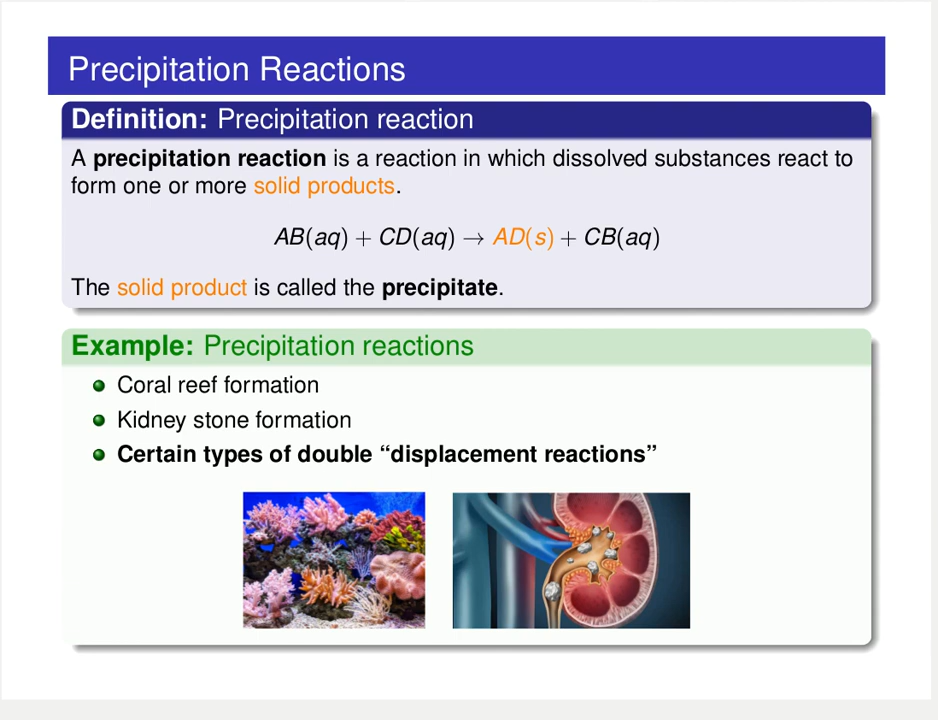 Precipitation Reactions
Definition: Precipitation reaction
A precipitation reaction is a reaction in which dissolved substances react to
form one or more solid products.
AB(aq) + CD(aq) → AD(s) + CB(aq)
The solid product is called the precipitate.
Example: Precipitation reactions
Coral reef formation
Kidney stone formation
Certain types of double “displacement reactions”